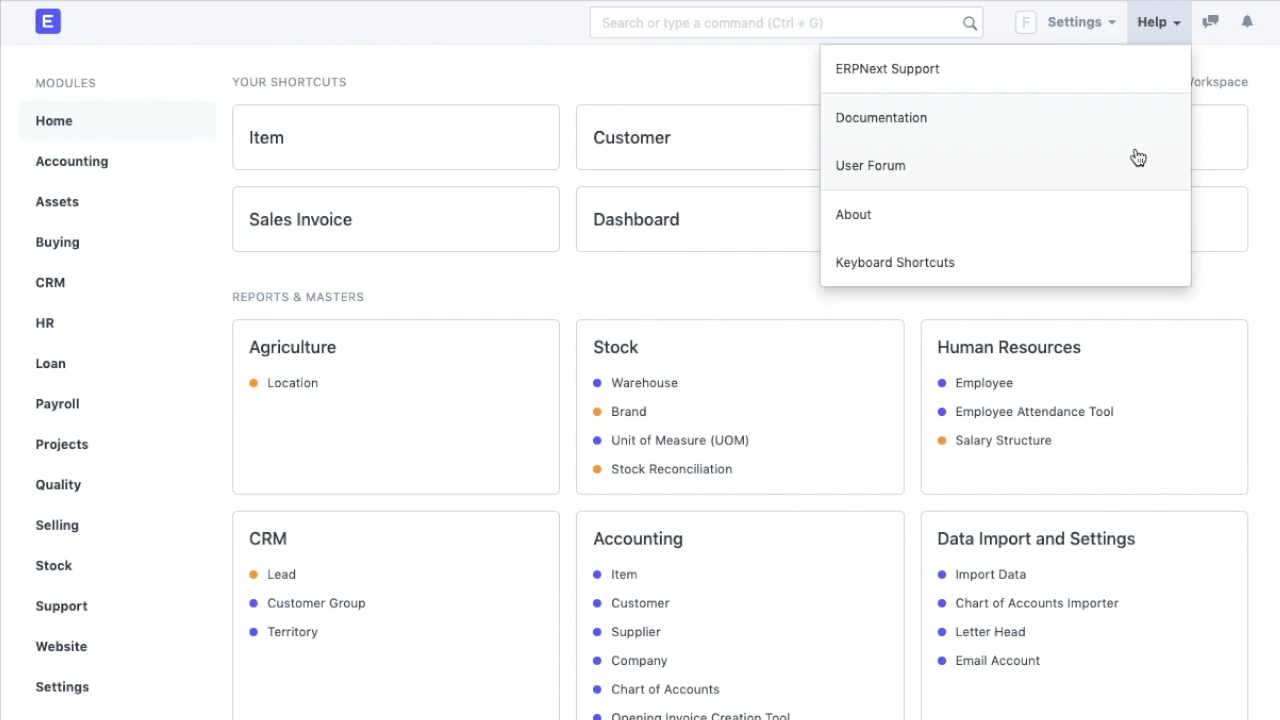 E
Search or type a command (Ctrl + G)
F
Settings
Help
MODULES
Home
Accounting
Assets
Buying
CRM
HR
Loan
Payroll
Projects
Quality
Selling
Stock
Support
Website
Settings
YOUR SHORTCUTS
Item
Customer
Sales Invoice
Dashboard
ERPNext Support
Documentation
User Forum
About
Keyboard Shortcuts
REPORTS & MASTERS
Agriculture
Location
Stock
Warehouse
Brand
Unit of Measure (UOM)
Stock Reconciliation
Human Resources
Employee
Employee Attendance Tool
Salary Structure
CRM
Lead
Customer Group
Territory
Accounting
Item
Customer
Supplier
Company
Chart of Accounts
Opening Invoice Creation Tool
Data Import and Settings
Import Data
Chart of Accounts Importer
Letter Head
Email Account